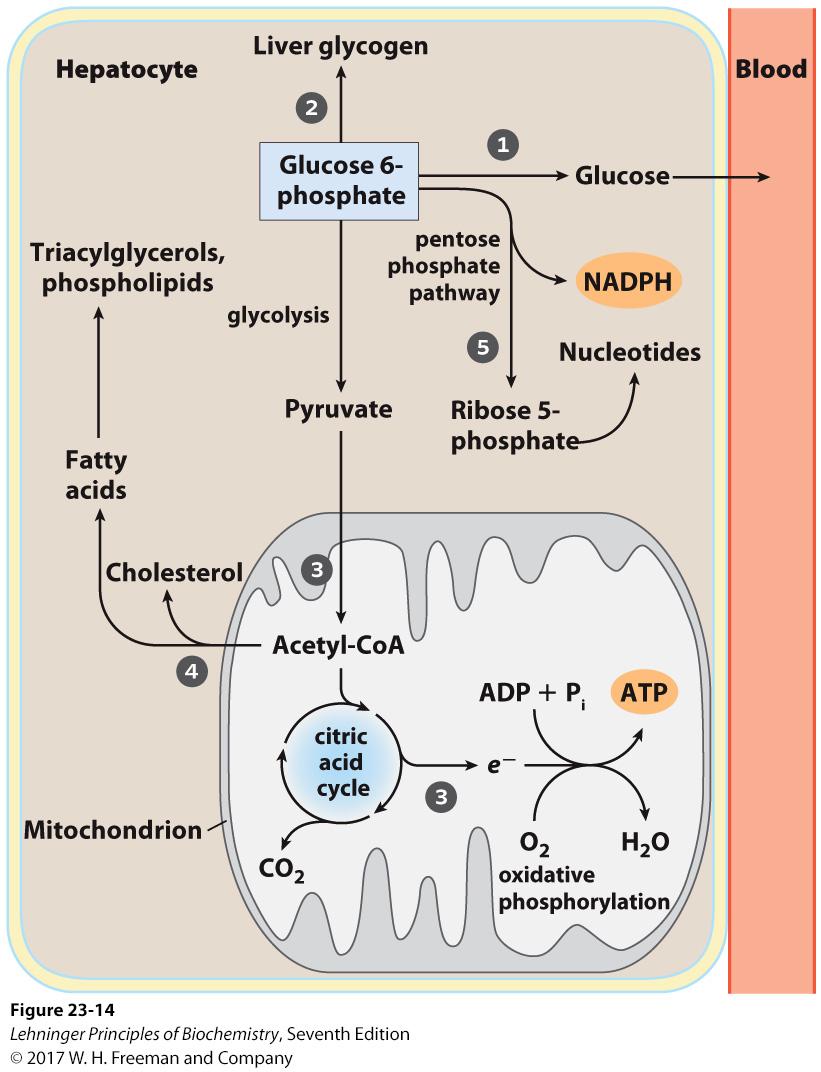 Liver glycogen
Hepatocyte
Blood
2
1
Glucose 6-
phosphate
Glucose
Triacylglycerols,
phospholipids
pentose
phosphate
pathway
NADPH
glycolysis
5
Nucleotides
Pyruvate
Ribose 5-
phosphate
Fatty
acids
Cholesterol
3
4
Acetyl-CoA
ADP + Pi
ATP
citric
acid
cycle
3
e−
Mitochondrion
CO2
O2
H2O
oxidative
phosphorylation
Figure 23-14
Lehninger Principles of Biochemistry, Seventh Edition
© 2017 W. H. Freeman and Company